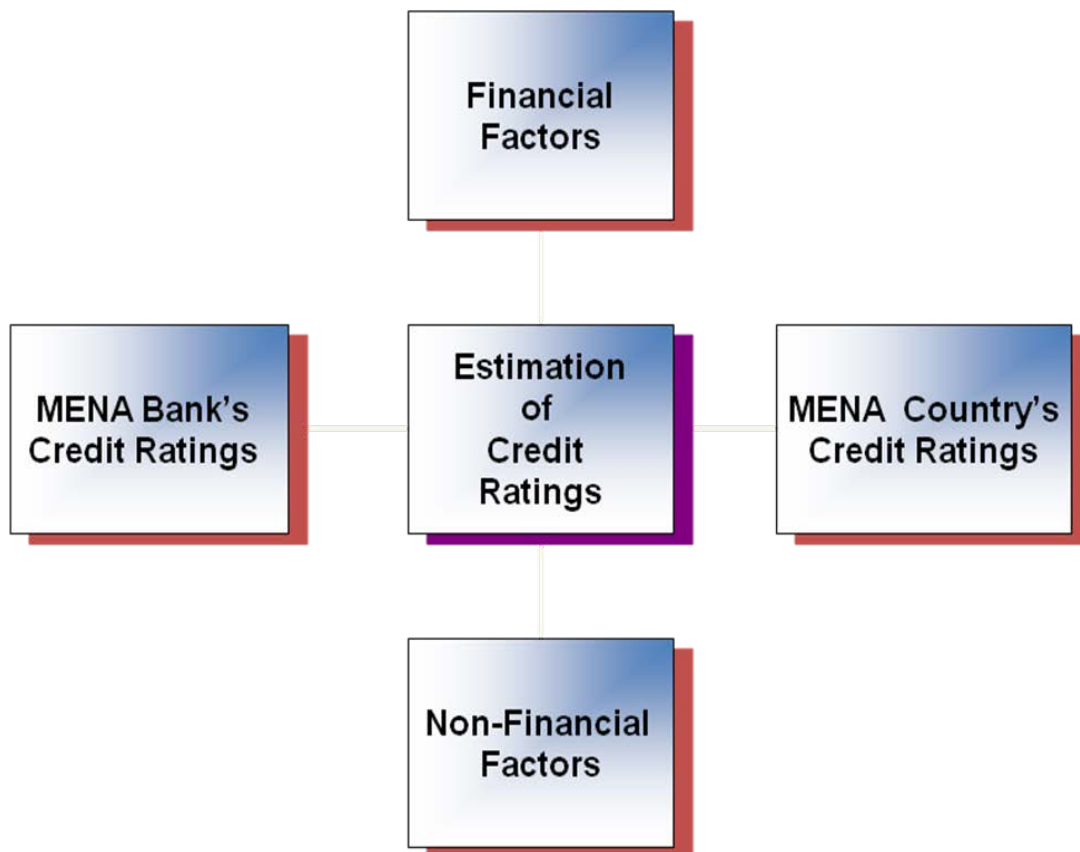 Financial
Factors
MENA Bank's
Credit Ratings
Estimation
of
Credit
Ratings
MENA  Country's
Credit Ratings
Non-Financial
Factors